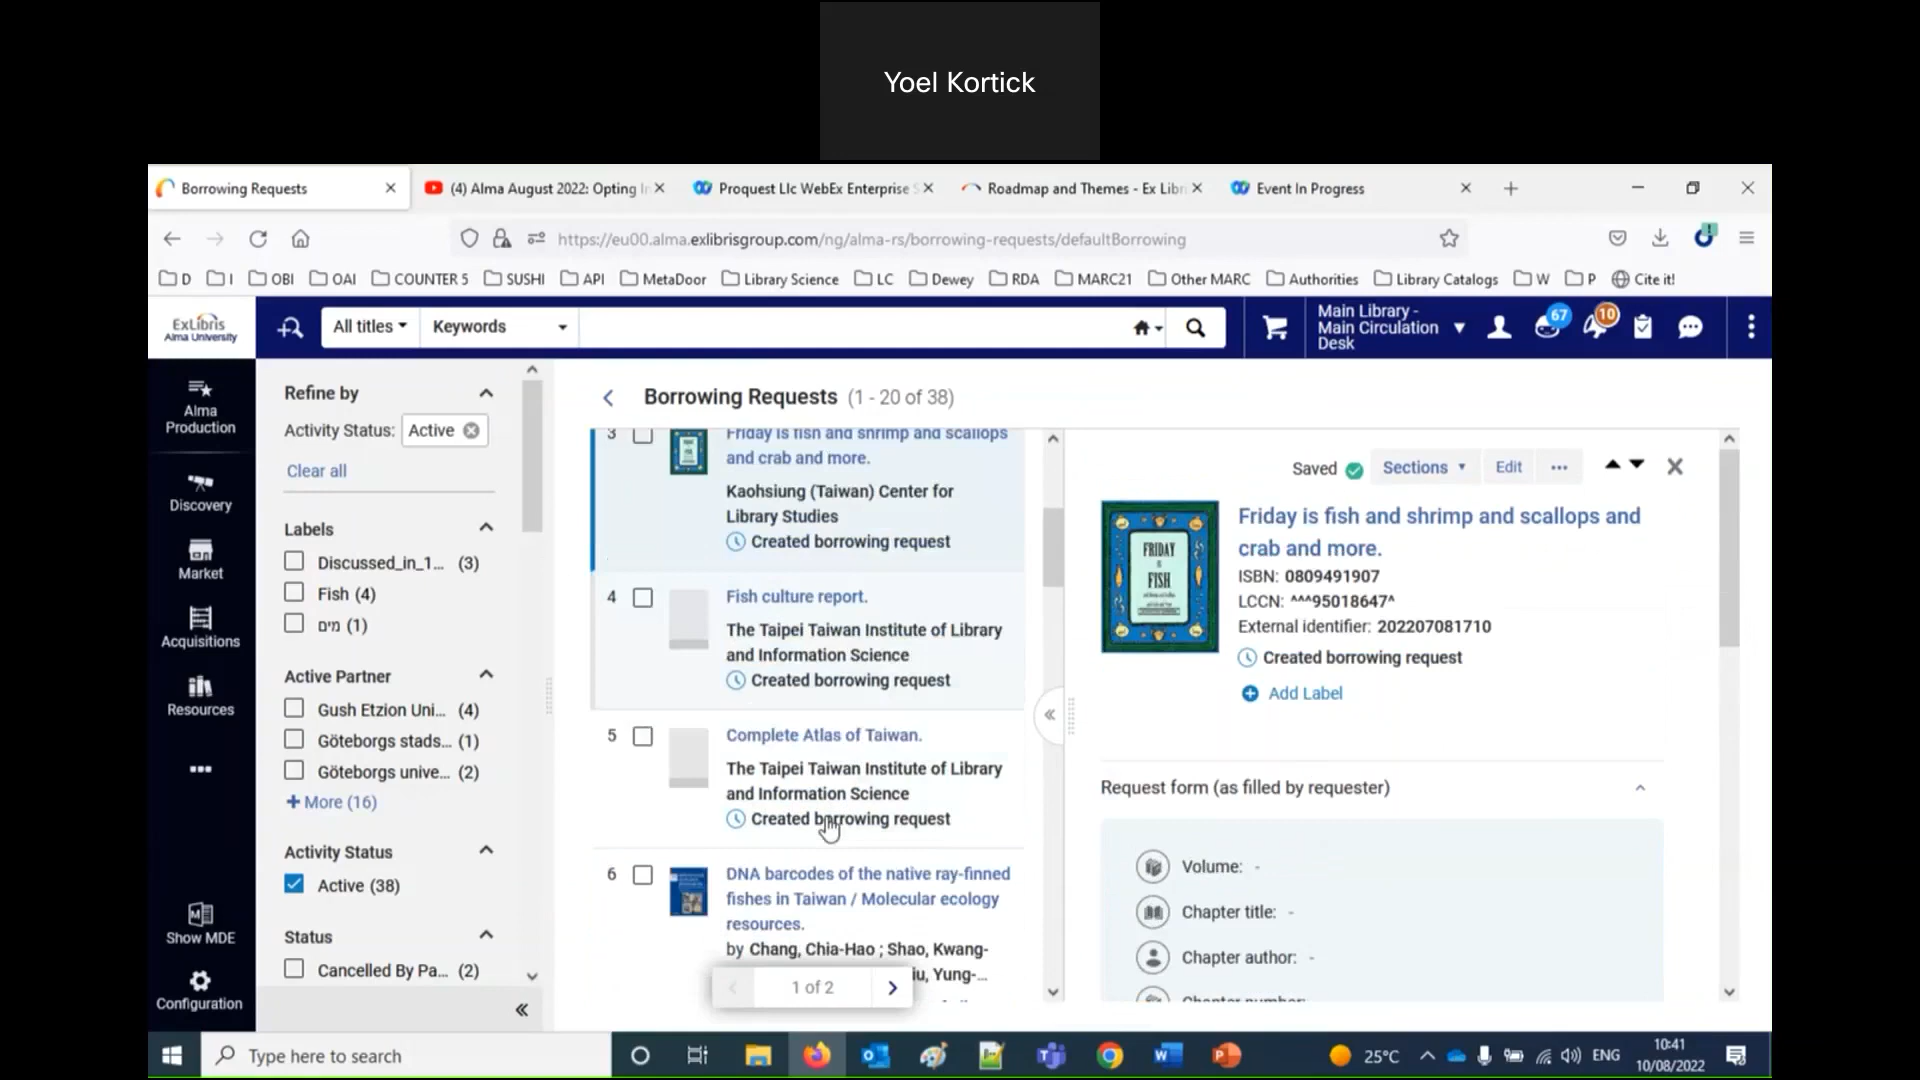 Yoel Kortick
Borrowing Requests
(4) Alma August 2022: Opting I
Proquest Llc WebEx Enterprise S
Roadmap and Themes - Ex Libr
Event In Progress
https://eu00.alma.exlibrisgroup.com/ng/alma-rs/borrowing-requests/defaultBorrowing
D I OBI OAI COUNTER 5 SUSHI API MetaDoor Library Science LC Dewey RDA MARC21 Other MARC Authorities Library Catalogs W P Cite it!
ExLibris
Alma University
All titles
Keywords
Main Library -
Main Circulation
Desk
67
10
Alma
Production
Discovery
Market
Acquisitions
Resources
Show MDE
Configuration
Refine by
Activity Status: Active
Clear all
Labels
Discussed_in_1... (3)
Fish (4)
מים (1)
Active Partner
Gush Etzion Uni... (4)
Göteborgs stads... (1)
Göteborgs unive... (2)
+ More (16)
Activity Status
Active (38)
Status
Cancelled By Pa... (2)
Borrowing Requests (1 - 20 of 38)
3
Friday is fish and shrimp and scallops
and crab and more.
Kaohsiung (Taiwan) Center for
Library Studies
Created borrowing request
4
Fish culture report.
The Taipei Taiwan Institute of Library
and Information Science
Created borrowing request
5
Complete Atlas of Taiwan.
The Taipei Taiwan Institute of Library
and Information Science
Created borrowing request
6
DNA barcodes of the native ray-finned
fishes in Taiwan / Molecular ecology
resources.
by Chang, Chia-Hao ; Shao, Kwang-
iu, Yung-...
1 of 2
Saved
Sections
Edit
FRIDAY
is
FISH
Friday is fish and shrimp and scallops and
crab and more.
ISBN: 0809491907
LCCN: ^^^95018647^
External identifier: 202207081710
Created borrowing request
Add Label
Request form (as filled by requester)
Volume: -
Chapter title: -
Chapter author: -
Chapter number:
Type here to search
25°C
ENG
10:41
10/08/2022